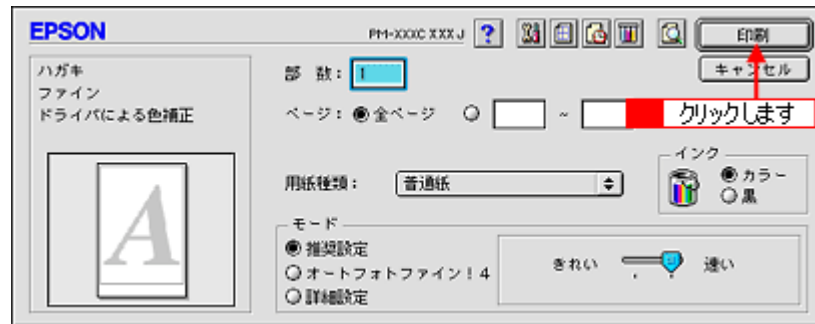 EPSON
PM-XXXC XXX J
?
印刷
キャンセル
ハガキ
ファイン
ドライバによる色補正
A
部 数：
1
ページ：
全ページ
~
クリックします
用紙種類：
普通紙
インク
カラー
黒
モード
推奨設定
オートフォトファイン！4
詳細設定
きれい
速い